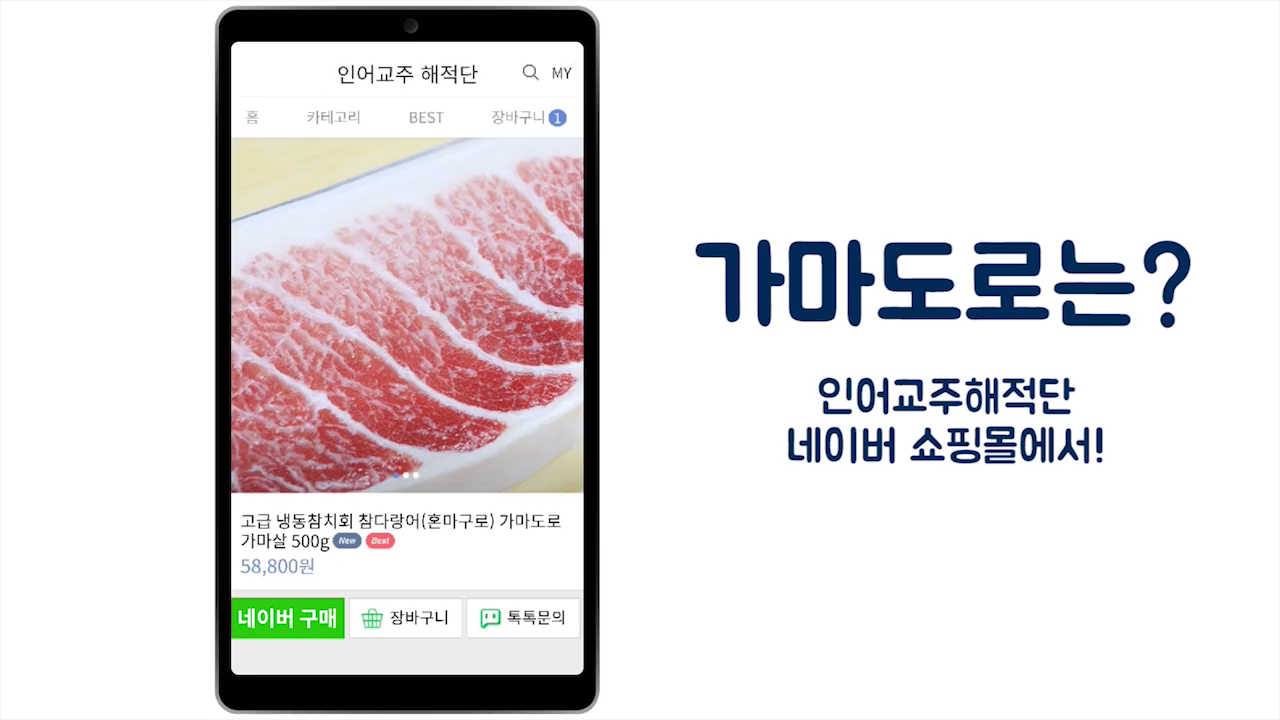 인어교주 해적단
MY
홈 카테고리 BEST 장바구니 1
고급 냉동참치회 참다랑어(혼마구로) 가마도로
가마살 500g New Best
58,800원
네이버 구매 장바구니 톡톡문의
가마도로는?
인어교주해적단
네이버 쇼핑몰에서!